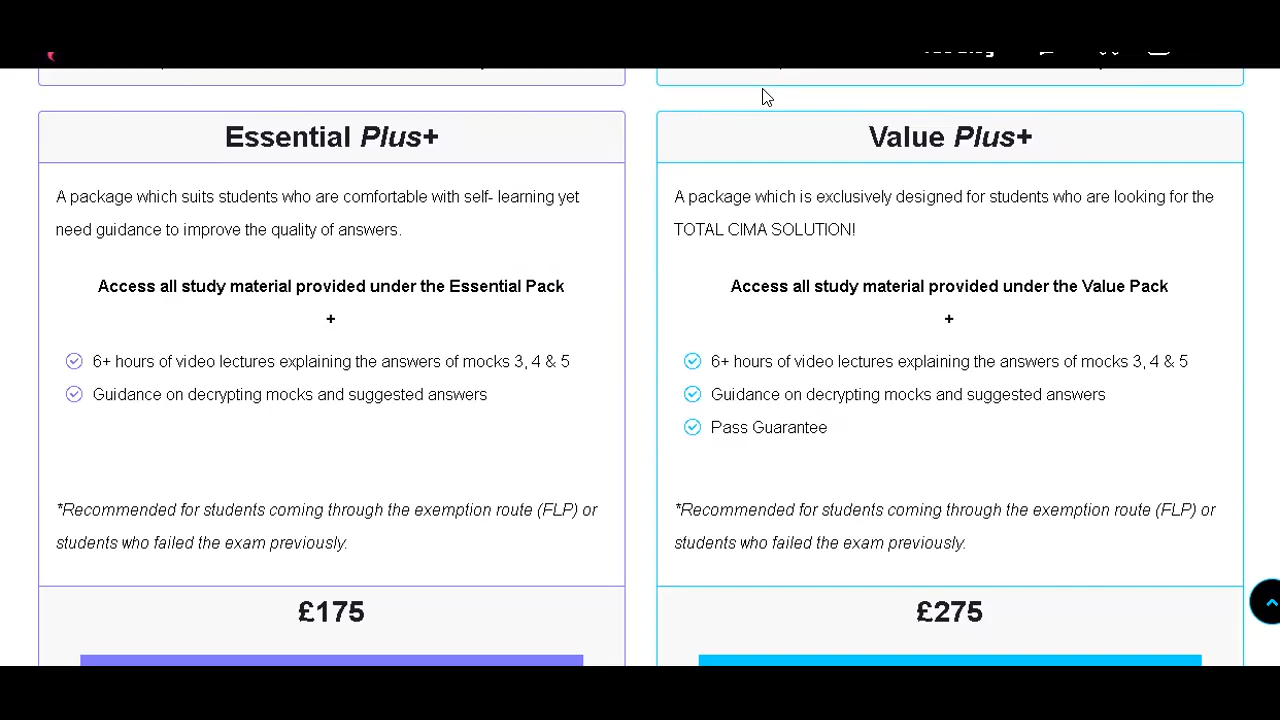 Essential Plus+
A package which suits students who are comfortable with self- learning yet
need guidance to improve the quality of answers.
Access all study material provided under the Essential Pack
+
6+ hours of video lectures explaining the answers of mocks 3, 4 & 5
Guidance on decrypting mocks and suggested answers
*Recommended for students coming through the exemption route (FLP) or
students who failed the exam previously.
£175
Value Plus+
A package which is exclusively designed for students who are looking for the
TOTAL CIMA SOLUTION!
Access all study material provided under the Value Pack
+
6+ hours of video lectures explaining the answers of mocks 3, 4 & 5
Guidance on decrypting mocks and suggested answers
Pass Guarantee
*Recommended for students coming through the exemption route (FLP) or
students who failed the exam previously.
£275